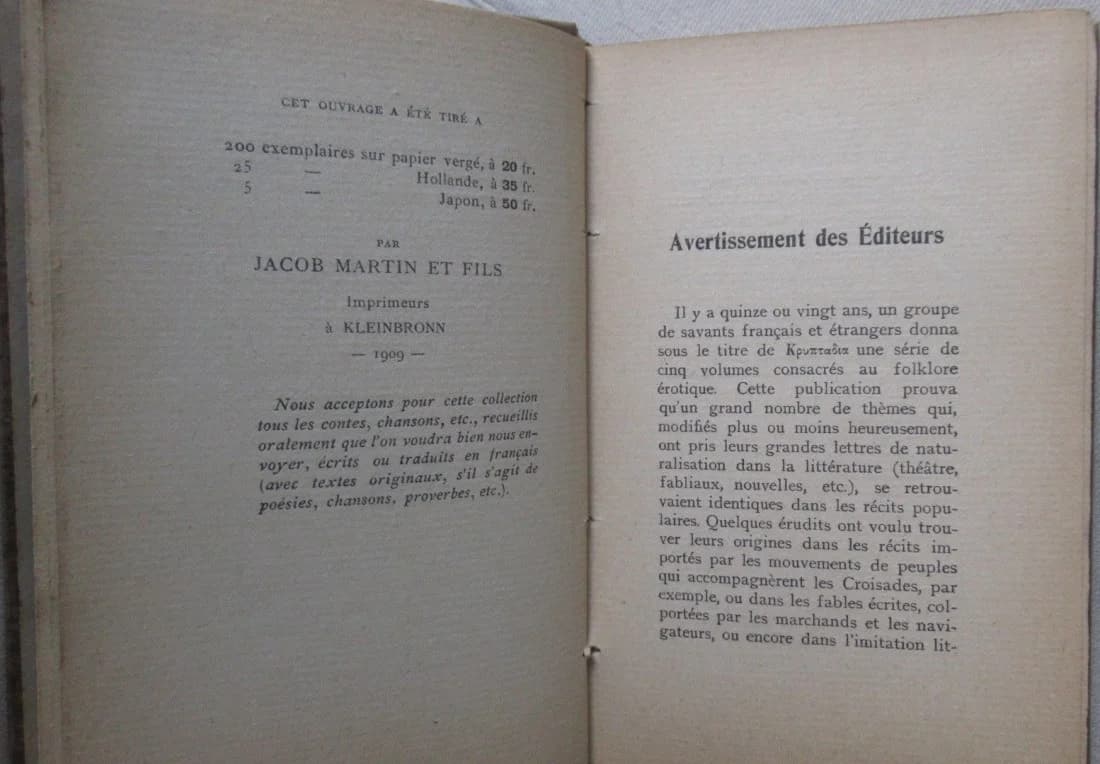 CET OUVRAGE A ÉTÉ TIRÉ A
200 exemplaires sur papier vergé, à 20 fr.
25 — Hollande, à 35 fr.
5 — Japon, à 50 fr.
PAR
JACOB MARTIN ET FILS
Imprimeurs
à KLEINBRONN
— 1909 —
Nous acceptons pour cette collection
tous les contes, chansons, etc., recueillis
oralement que l'on voudra bien nous en-
voyer, écrits ou traduits en français
(avec textes originaux, s'il s'agit de
poésies, chansons, proverbes, etc.).
Avertissement des Éditeurs
Il y a quinze ou vingt ans, un groupe
de savants français et étrangers donna
sous le titre de Κρυπταδια une série de
cinq volumes consacrés au folklore
érotique. Cette publication prouva
qu'un grand nombre de thèmes qui,
modifiés plus ou moins heureusement,
ont pris leurs grandes lettres de natu-
ralisation dans la littérature (théâtre,
fabliaux, nouvelles, etc.), se retrou-
vaient identiques dans les récits popu-
laires. Quelques érudits ont voulu trou-
ver leurs origines dans les récits im-
portés par les mouvements de peuples
qui accompagnèrent les Croisades, par
exemple, ou dans les fables écrites, col-
portées par les marchands et les navi-
gateurs, ou encore dans l'imitation lit-